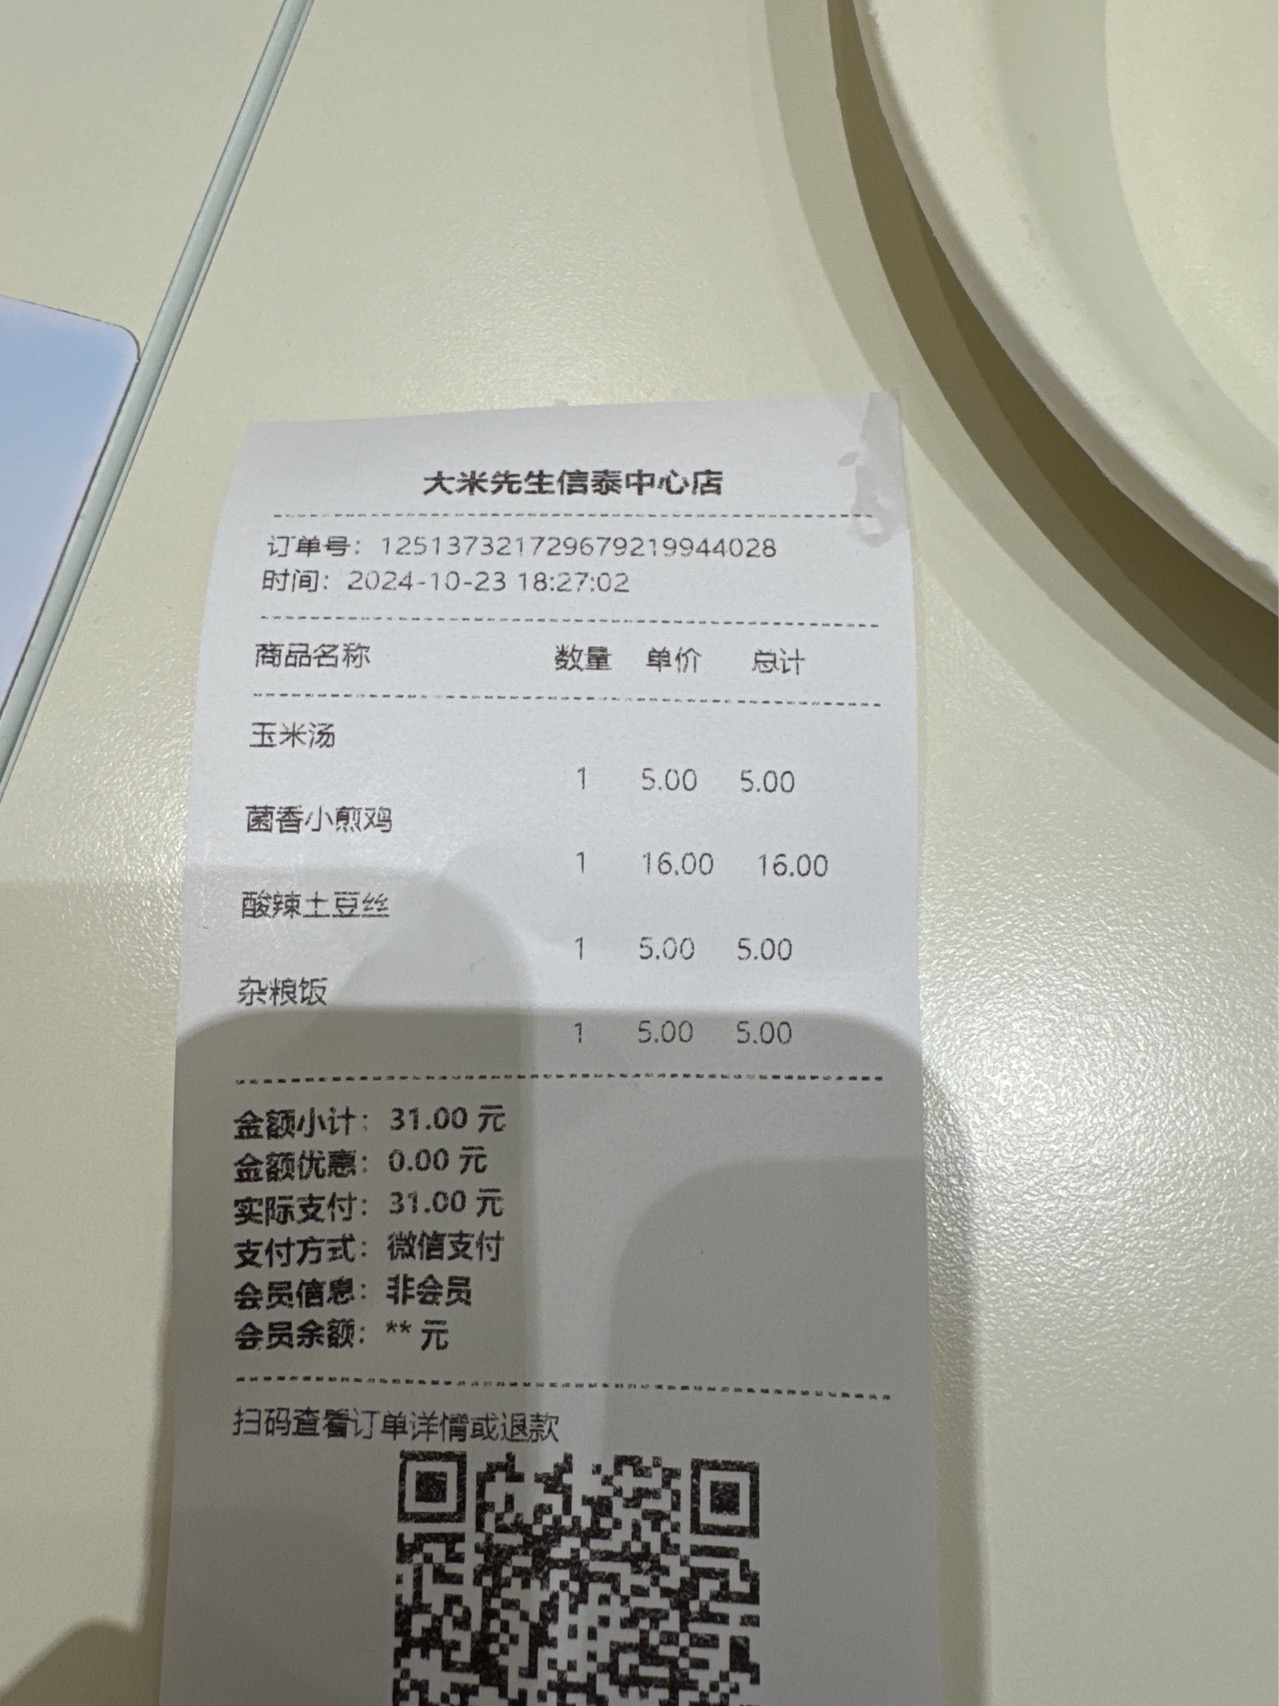 大米先生信泰中心店
订单号：1251373217296792​19944028
时间：2024-10-23 18:27:02
商品名称 数量 单价 总计
玉米汤
1 5.00 5.00
菌香小煎鸡
1 16.00 16.00
酸辣土豆丝
1 5.00 5.00
杂粮饭
1 5.00 5.00
金额小计：31.00 元
金额优惠：0.00 元
实际支付：31.00 元
支付方式：微信支付
会员信息：非会员
会员余额：** 元
扫码查看订单详情或退款